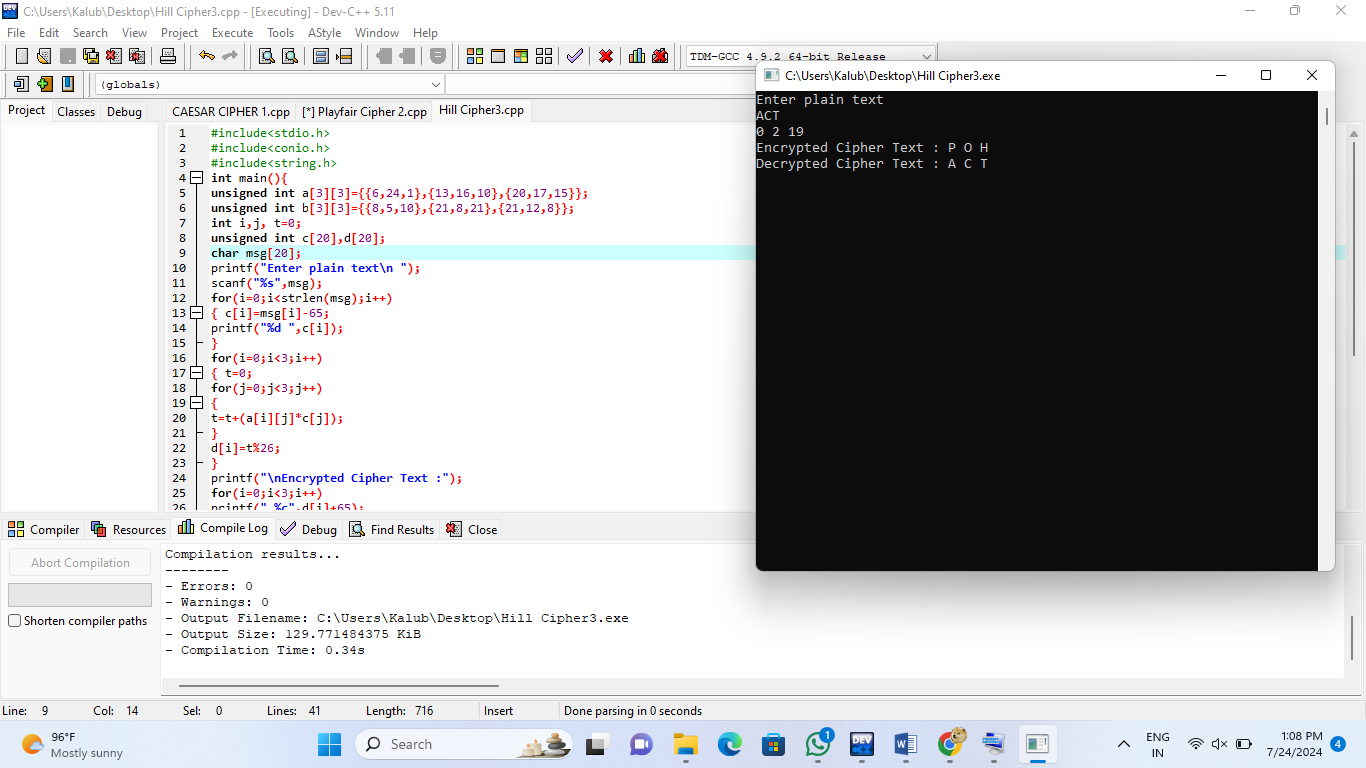 C:\Users\Kalub\Desktop\Hill Cipher3.cpp - [Executing] - Dev-C++ 5.11
File Edit Search View Project Execute Tools AStyle Window Help
TDM-GCC 4.9.2 64-bit Release
(globals)
Project Classes Debug
CAESAR CIPHER 1.cpp [*] Playfair Cipher 2.cpp Hill Cipher3.cpp
1 #include<stdio.h>
2 #include<conio.h>
3 #include<string.h>
4 int main(){
5 unsigned int a[3][3]={{6,24,1},{13,16,10},{20,17,15}};
6 unsigned int b[3][3]={{8,5,10},{21,8,21},{21,12,8}};
7 int i,j, t=0;
8 unsigned int c[20],d[20];
9 char msg[20];
10 printf("Enter plain text\n ");
11 scanf("%s",msg);
12 for(i=0;i<strlen(msg);i++)
13 { c[i]=msg[i]-65;
14 printf("%d ",c[i]);
15 }
16 for(i=0;i<3;i++)
17 { t=0;
18 for(j=0;j<3;j++)
19 {
20 t=t+(a[i][j]*c[j]);
21 }
22 d[i]=t%26;
23 }
24 printf("\nEncrypted Cipher Text :");
25 for(i=0;i<3;i++)
26 printf(" %c",d[i]+65);
C:\Users\Kalub\Desktop\Hill Cipher3.exe
Enter plain text
ACT
0 2 19
Encrypted Cipher Text : P O H
Decrypted Cipher Text : A C T
Compiler Resources Compile Log Debug Find Results Close
Abort Compilation
Shorten compiler paths
Compilation results...
--------
- Errors: 0
- Warnings: 0
- Output Filename: C:\Users\Kalub\Desktop\Hill Cipher3.exe
- Output Size: 129.771484375 KiB
- Compilation Time: 0.34s
Line: 9 Col: 14 Sel: 0 Lines: 41 Length: 716 Insert Done parsing in 0 seconds
96°F
Mostly sunny
Search
DEV
1
ENG
IN
1:08 PM
7/24/2024
4